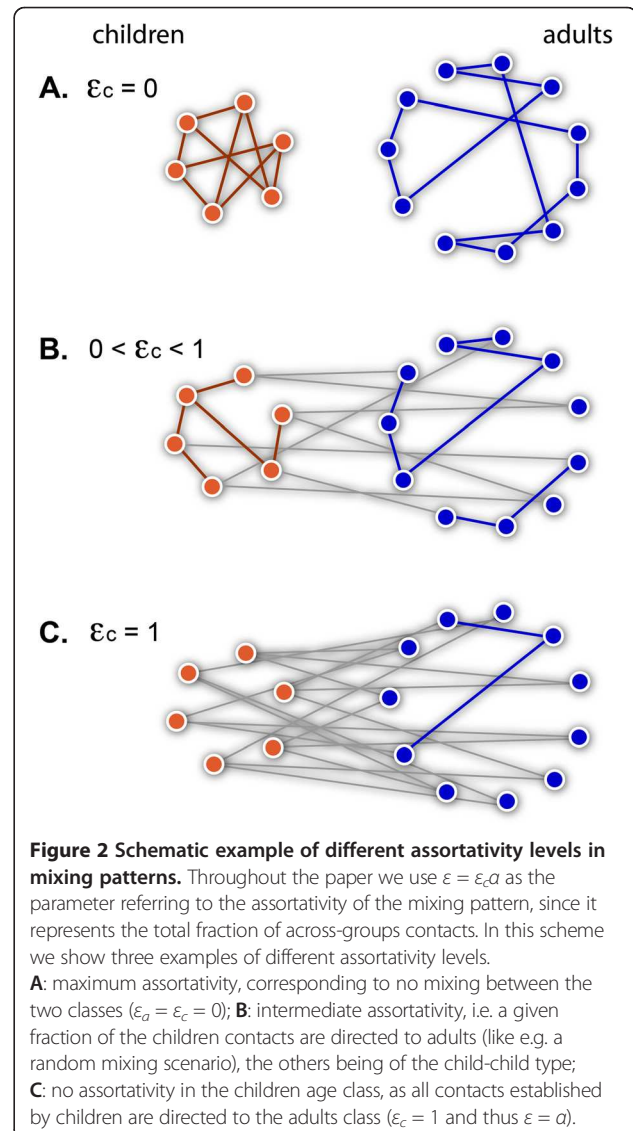 children adults
A. εc = 0
B. 0 < εc < 1
C. εc = 1
Figure 2 Schematic example of different assortativity levels in
mixing patterns. Throughout the paper we use ε = εcα as the
parameter referring to the assortativity of the mixing pattern, since it
represents the total fraction of across-groups contacts. In this scheme
we show three examples of different assortativity levels.
A: maximum assortativity, corresponding to no mixing between the
two classes (εa = εc = 0); B: intermediate assortativity, i.e. a given
fraction of the children contacts are directed to adults (like e.g. a
random mixing scenario), the others being of the child-child type;
C: no assortativity in the children age class, as all contacts established
by children are directed to the adults class (εc = 1 and thus ε = α).